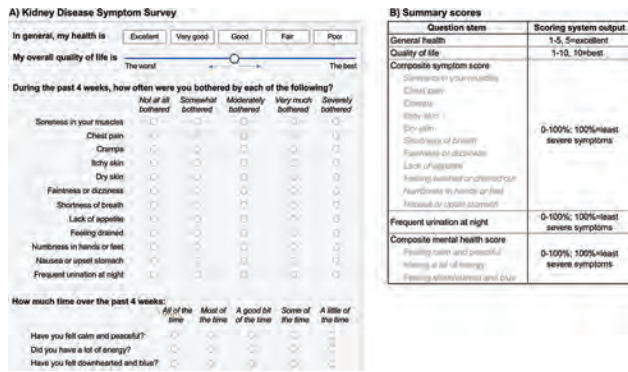 A) Kidney Disease Symptom Survey
In general, my health is Excellent Very good Good Fair Poor
My overall quality of life is
The worst The best
During the past 4 weeks, how often were you bothered by each of the following?
Not at all bothered Somewhat bothered Moderately bothered Very much bothered Severely bothered
Soreness in your muscles
Chest pain
Cramps
Itchy skin
Dry skin
Faintness or dizziness
Shortness of breath
Lack of appetite
Feeling drained
Numbness in hands or feet
Nausea or upset stomach
Frequent urination at night
How much time over the past 4 weeks:
All of the time Most of the time A good bit of the time Some of the time A little of the time
Have you felt calm and peaceful?
Did you have a lot of energy?
Have you felt downhearted and blue?
B) Summary scores
Question stem Scoring system output
General health 1-5, 5=excellent
Quality of life 1-10, 10=best
Composite symptom score 0-100%; 100%=least severe symptoms
Soreness in your muscles
Chest pain
Cramps
Itchy skin
Dry skin
Shortness of breath
Faintness or dizziness
Lack of appetite
Feeling washed or drained out
Numbness in hands or feet
Nausea or upset stomach
Frequent urination at night 0-100%; 100%=least severe symptoms
Composite mental health score 0-100%; 100%=least severe symptoms
Feeling calm and peaceful
Having a lot of energy
Feeling downhearted and blue